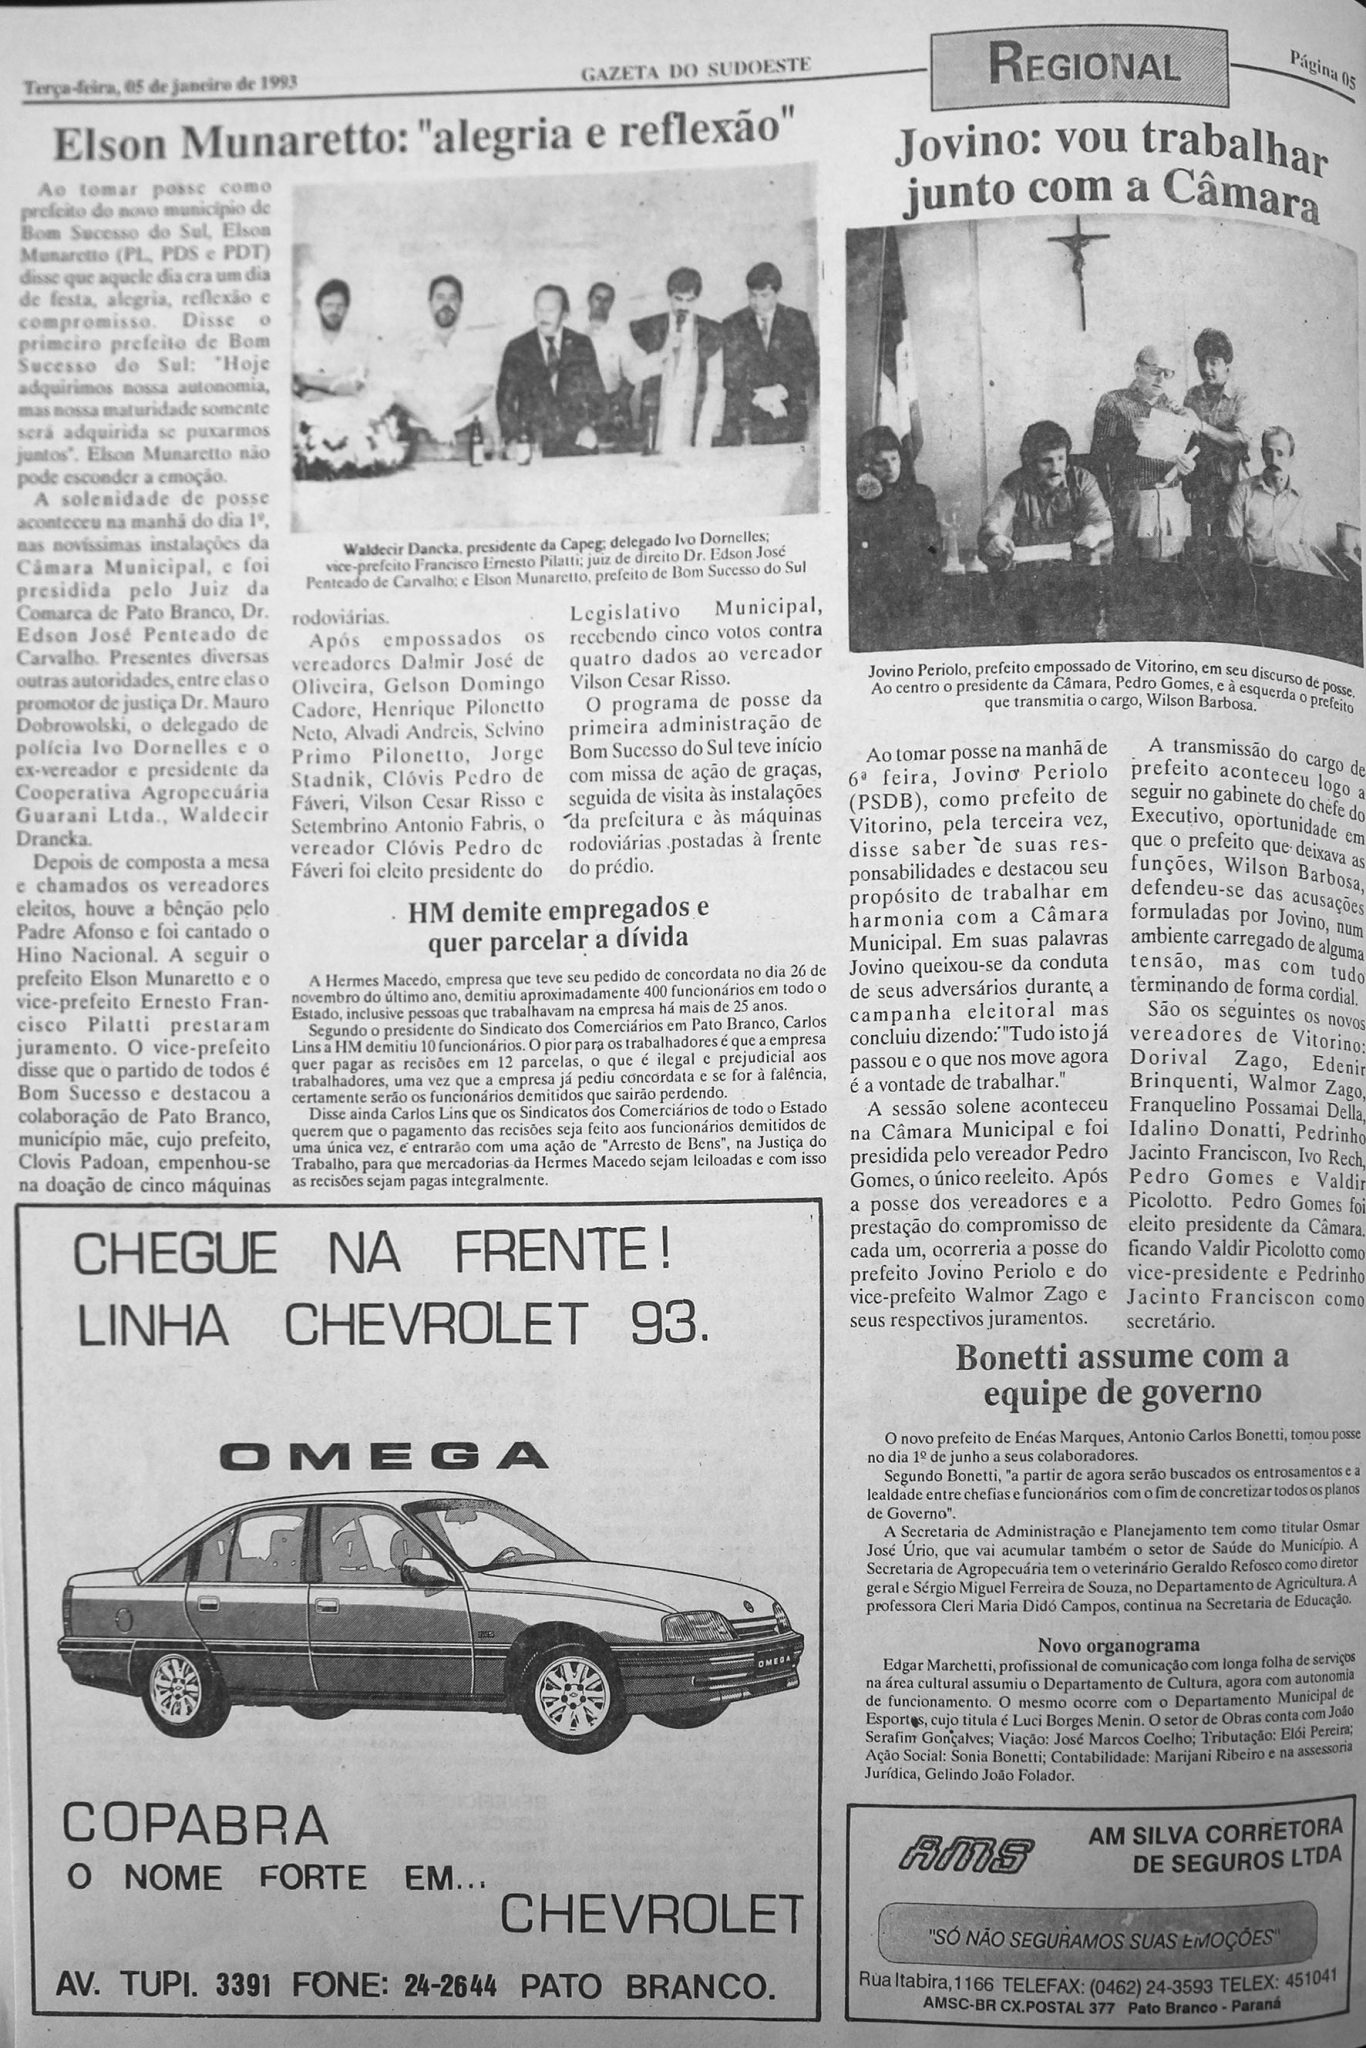 Terça-feira, 05 de janeiro de 1993
GAZETA DO SUDOESTE
REGIONAL
Página 05
Elson Munaretto: "alegria e reflexão"
Ao tomar posse como
prefeito do novo município de
Bom Sucesso do Sul, Elson
Munaretto (PL, PDS e PDT)
disse que aquele dia era um dia
de festa, alegria, reflexão e
compromisso. Disse o
primeiro prefeito de Bom
Sucesso do Sul: "Hoje
adquirimos nossa autonomia,
mas nossa maturidade somente
será adquirida se puxarmos
juntos". Elson Munaretto não
pode esconder a emoção.
A solenidade de posse
aconteceu na manhã do dia 1º,
nas novíssimas instalações da
Câmara Municipal, e foi
presidida pelo Juiz da
Comarca de Pato Branco, Dr.
Edson José Penteado de
Carvalho. Presentes diversas
outras autoridades, entre elas o
promotor de justiça Dr. Mauro
Dobrowolski, o delegado de
polícia Ivo Dornelles e o
ex-vereador e presidente da
Cooperativa Agropecuária
Guarani Ltda., Waldecir
Drancka.
Depois de composta a mesa
e chamados os vereadores
eleitos, houve a bênção pelo
Padre Afonso e foi cantado o
Hino Nacional. A seguir o
prefeito Elson Munaretto e o
vice-prefeito Ernesto Fran-
cisco Pilatti prestaram
juramento. O vice-prefeito
disse que o partido de todos é
Bom Sucesso e destacou a
colaboração de Pato Branco,
município mãe, cujo prefeito,
Clovis Padoan, empenhou-se
na doação de cinco máquinas
Waldecir Dancka, presidente da Capeg; delegado Ivo Dornelles;
vice-prefeito Francisco Ernesto Pilatti; juiz de direito Dr. Edson José
Penteado de Carvalho; e Elson Munaretto, prefeito de Bom Sucesso do Sul
rodoviárias.
Após empossados os
vereadores Dalmir José de
Oliveira, Gelson Domingo
Cadore, Henrique Pilonetto
Neto, Alvadi Andreis, Selvino
Primo Pilonetto, Jorge
Stadnik, Clóvis Pedro de
Fáveri, Vilson Cesar Risso e
Setembrino Antonio Fabris, o
vereador Clóvis Pedro de
Fáveri foi eleito presidente do
Legislativo Municipal,
recebendo cinco votos contra
quatro dados ao vereador
Vilson Cesar Risso.
O programa de posse da
primeira administração de
Bom Sucesso do Sul teve início
com missa de ação de graças,
seguida de visita às instalações
da prefeitura e às máquinas
rodoviárias postadas à frente
do prédio.
HM demite empregados e
quer parcelar a dívida
A Hermes Macedo, empresa que teve seu pedido de concordata no dia 26 de
novembro do último ano, demitiu aproximadamente 400 funcionários em todo o
Estado, inclusive pessoas que trabalhavam na empresa há mais de 25 anos.
Segundo o presidente do Sindicato dos Comerciários em Pato Branco, Carlos
Lins a HM demitiu 10 funcionários. O pior para os trabalhadores é que a empresa
quer pagar as recisões em 12 parcelas, o que é ilegal e prejudicial aos
trabalhadores, uma vez que a empresa já pediu concordata e se for à falência,
certamente serão os funcionários demitidos que sairão perdendo.
Disse ainda Carlos Lins que os Sindicatos dos Comerciários de todo o Estado
querem que o pagamento das recisões seja feito aos funcionários demitidos de
uma única vez, e entrarão com uma ação de "Arresto de Bens", na Justiça do
Trabalho, para que mercadorias da Hermes Macedo sejam leiloadas e com isso
as recisões sejam pagas integralmente.
CHEGUE NA FRENTE!
LINHA CHEVROLET 93.
OMEGA
OMEGA
COPABRA
O NOME FORTE EM...
CHEVROLET
AV. TUPI. 3391 FONE: 24-2644 PATO BRANCO.
Jovino: vou trabalhar
junto com a Câmara
Jovino Periolo, prefeito empossado de Vitorino, em seu discurso de posse.
Ao centro o presidente da Câmara, Pedro Gomes, e à esquerda o prefeito
que transmitia o cargo, Wilson Barbosa.
Ao tomar posse na manhã de
6ª feira, Jovino Periolo
(PSDB), como prefeito de
Vitorino, pela terceira vez,
disse saber de suas res-
ponsabilidades e destacou seu
propósito de trabalhar em
harmonia com a Câmara
Municipal. Em suas palavras
Jovino queixou-se da conduta
de seus adversários durante a
campanha eleitoral mas
concluiu dizendo: "Tudo isto já
passou e o que nos move agora
é a vontade de trabalhar."
A sessão solene aconteceu
na Câmara Municipal e foi
presidida pelo vereador Pedro
Gomes, o único reeleito. Após
a posse dos vereadores e a
prestação do compromisso de
cada um, ocorreria a posse do
prefeito Jovino Periolo e do
vice-prefeito Walmor Zago e
seus respectivos juramentos.
A transmissão do cargo de
prefeito aconteceu logo a
seguir no gabinete do chefe do
Executivo, oportunidade em
que o prefeito que deixava as
funções, Wilson Barbosa,
defendeu-se das acusações
formuladas por Jovino, num
ambiente carregado de alguma
tensão, mas com tudo
terminando de forma cordial.
São os seguintes os novos
vereadores de Vitorino:
Dorival Zago, Edenir
Brinquenti, Walmor Zago,
Franquelino Possamai Della,
Idalino Donatti, Pedrinho
Jacinto Franciscon, Ivo Rech,
Pedro Gomes e Valdir
Picolotto. Pedro Gomes foi
eleito presidente da Câmara.
ficando Valdir Picolotto como
vice-presidente e Pedrinho
Jacinto Franciscon como
secretário.
Bonetti assume com a
equipe de governo
O novo prefeito de Enéas Marques, Antonio Carlos Bonetti, tomou posse
no dia 1º de junho a seus colaboradores.
Segundo Bonetti, "a partir de agora serão buscados os entrosamentos e a
lealdade entre chefias e funcionários com o fim de concretizar todos os planos
de Governo".
A Secretaria de Administração e Planejamento tem como titular Osmar
José Úrio, que vai acumular também o setor de Saúde do Município. A
Secretaria de Agropecuária tem o veterinário Geraldo Refosco como diretor
geral e Sérgio Miguel Ferreira de Souza, no Departamento de Agricultura. A
professora Cleri Maria Didó Campos, continua na Secretaria de Educação.
Novo organograma
Edgar Marchetti, profissional de comunicação com longa folha de serviços
na área cultural assumiu o Departamento de Cultura, agora com autonomia
de funcionamento. O mesmo ocorre com o Departamento Municipal de
Esportes, cujo titula é Luci Borges Menin. O setor de Obras conta com João
Serafim Gonçalves; Viação: José Marcos Coelho; Tributação: Elói Pereira;
Ação Social: Sonia Bonetti; Contabilidade: Marijani Ribeiro e na assessoria
Jurídica, Gelindo João Folador.
AMS
AM SILVA CORRETORA
DE SEGUROS LTDA
"SÓ NÃO SEGURAMOS SUAS EMOÇÕES"
Rua Itabira,1166 TELEFAX: (0462) 24-3593 TELEX: 451041
AMSC-BR CX.POSTAL 377 Pato Branco - Paraná